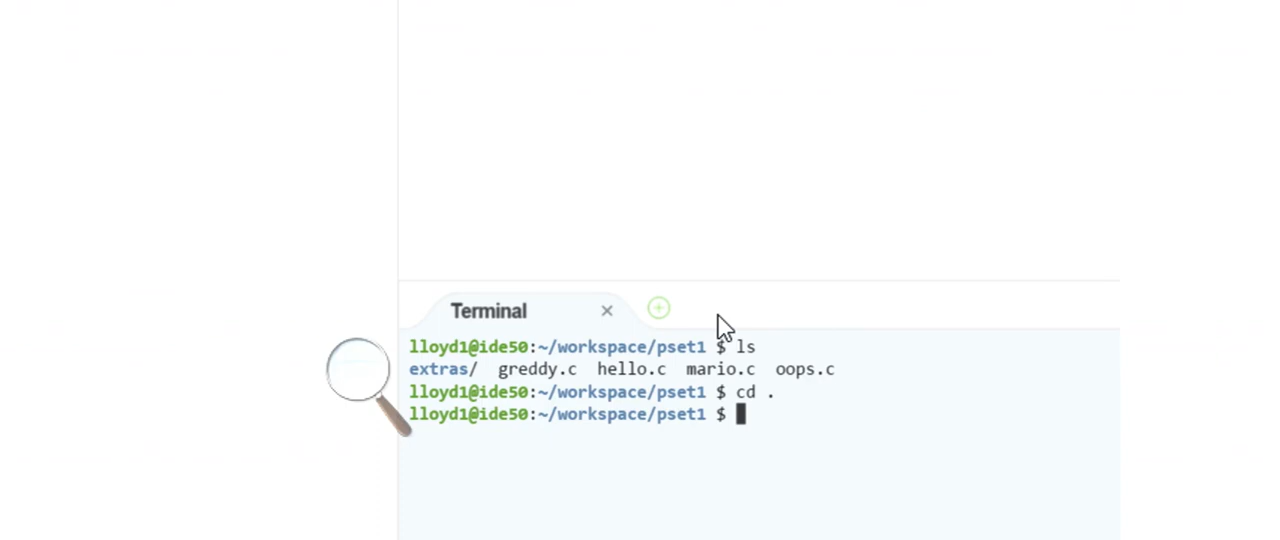 Terminal
lloyd1@ide50:~/workspace/pset1 $ ls
extras/ greddy.c hello.c mario.c oops.c
lloyd1@ide50:~/workspace/pset1 $ cd .
lloyd1@ide50:~/workspace/pset1 $